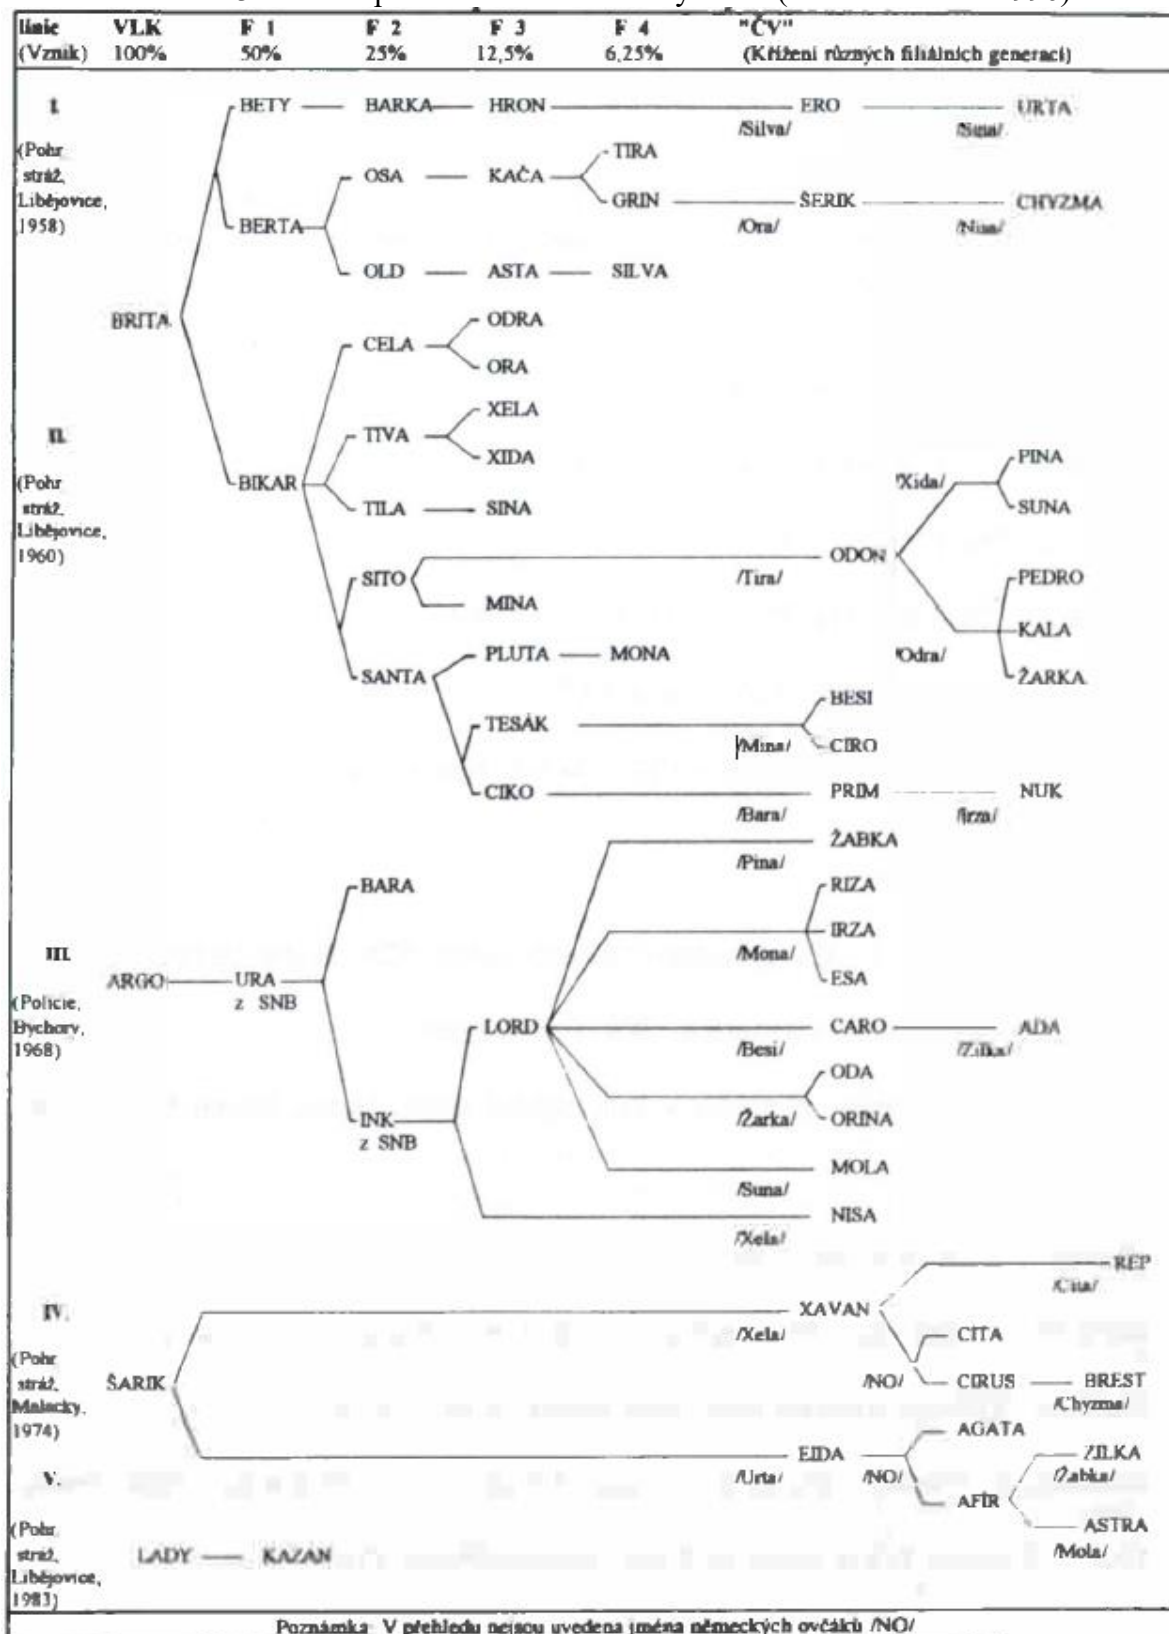 línie VLK F 1 F 2 F 3 F 4 "ČV"
(Vznik) 100% 50% 25% 12,5% 6,25% (Křížení různých filiálních generací)
I. BETY BARKA HRON ERO URTA
/Silva/ /Sina/
(Pohr. stráž, Libějovice, 1958)
TIRA
OSA KAČA
GRIN ŠERIK CHYZMA
/Ora/ /Nisa/
BERTA
OLD ASTA SILVA
BRITA
ODRA
CELA
ORA
XELA
II. TIVA
XIDA
PINA
(Pohr. stráž, Libějovice, 1960)
BIKAR /Xida/
TILA SINA SUNA
ODON
SITO /Tira/ PEDRO
MINA
KALA
/Odra/
PLUTA MONA
SANTA ŽARKA
BESI
TESÁK
/Mina/ CIRO
CIKO PRIM NUK
/Bara/ /Irza/
ŽABKA
/Pina/
BARA RIZA
IRZA
III. /Mona/
ARGO URA ESA
z SNB
(Policie, Bychory, 1968)
LORD CARO ADA
/Besi/ /Zilka/
ODA
INK /Žarka/ ORINA
z SNB
MOLA
/Suna/
NISA
/Xela/
REP
/Cita/
IV. XAVAN
/Xela/ CITA
(Pohr. stráž, Malacky, 1974)
ŠARIK /NO/ CIRUS BREST
/Chyzma/
AGATA
EJDA ZILKA
V. /Urta/ /NO/ /Žabka/
AFÍR
ASTRA
(Pohr. stráž, Libějovice, 1983)
LADY KAZAN /Mola/
Poznámka: V přehledu nejsou uvedena jména německých ovčáků /NO/